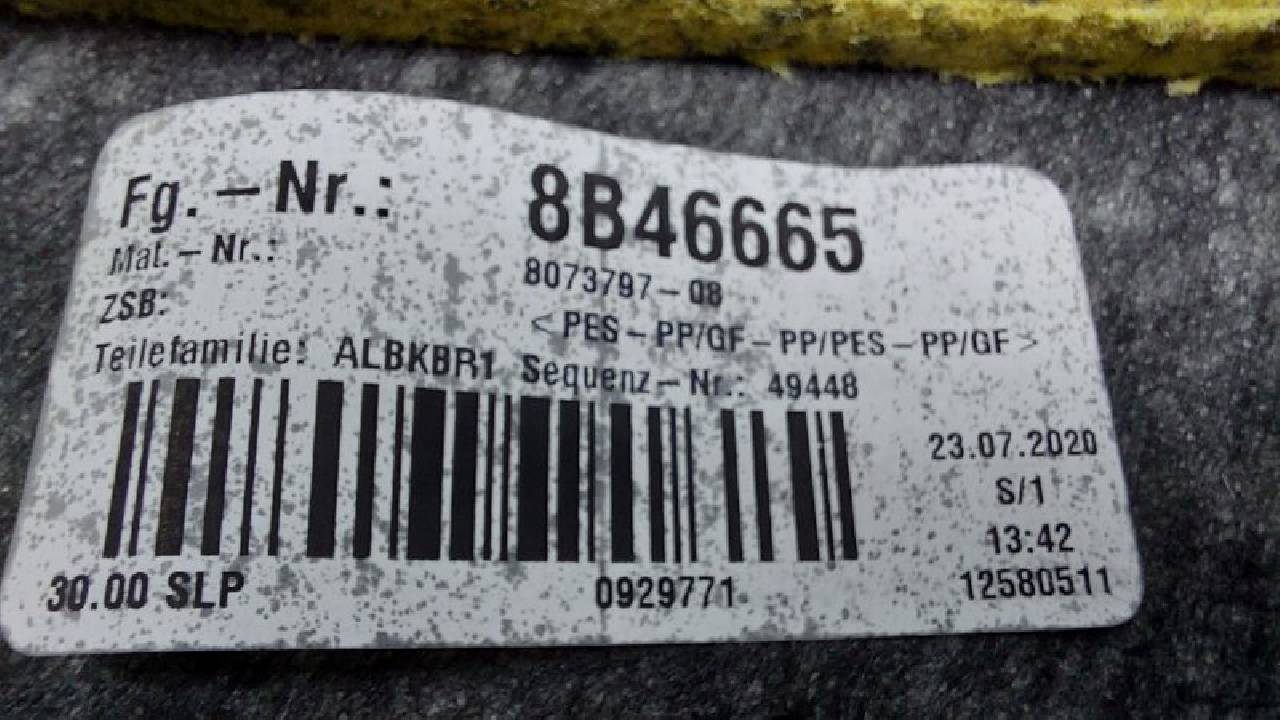 Fg.-Nr.: 8B46665
Mat.-Nr.: 8073797-08
ZSB: <PES-PP/GF-PP/PES-PP/GF>
Teilefamilie: ALBKBR1 Sequenz-Nr.: 49448
23.07.2020
S/1
13:42
30.00 SLP 0929771 12580511